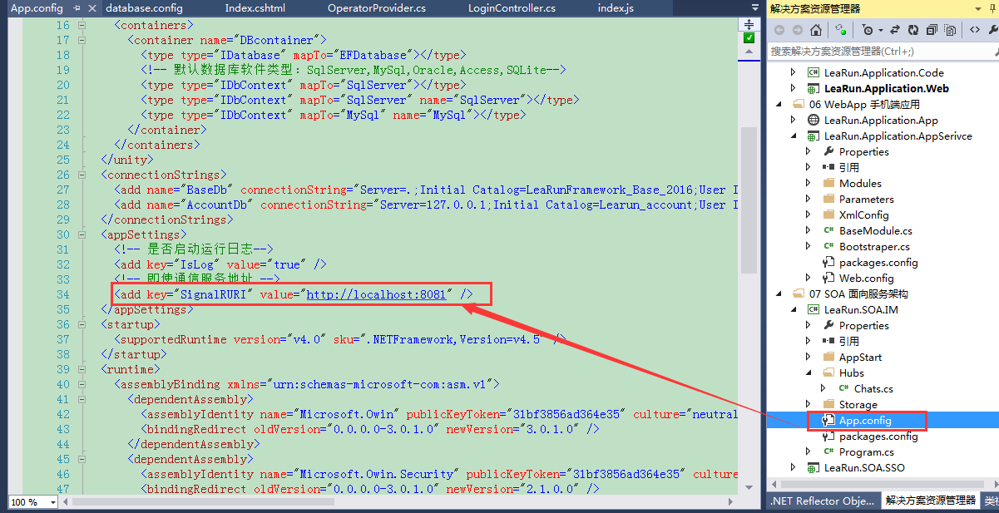 App.config
database.config
Index.cshtml
OperatorProvider.cs
LoginController.cs
index.js
16 <containers>
17 <container name="DBcontainer">
18 <type type="IDatabase" mapTo="EFDatabase"></type>
19 <!-- 默认数据库软件类型：SqlServer,MySql,Oracle,Access,SQLite-->
20 <type type="IDbContext" mapTo="SqlServer"></type>
21 <type type="IDbContext" mapTo="SqlServer" name="SqlServer"></type>
22 <type type="IDbContext" mapTo="MySql" name="MySql"></type>
23 </container>
24 </containers>
25 </unity>
26 <connectionStrings>
27 <add name="BaseDb" connectionString="Server=.;Initial Catalog=LeaRunFramework_Base_2016;User I
28 <add name="AccountDb" connectionString="Server=127.0.0.1;Initial Catalog=Learun_account;User I
29 </connectionStrings>
30 <appSettings>
31 <!-- 是否启动运行日志-->
32 <add key="IsLog" value="true" />
33 <!-- 即使通信服务地址 -->
34 <add key="SignalRURI" value="http://localhost:8081" />
35 </appSettings>
36 <startup>
37 <supportedRuntime version="v4.0" sku=".NETFramework,Version=v4.5" />
38 </startup>
39 <runtime>
40 <assemblyBinding xmlns="urn:schemas-microsoft-com:asm.v1">
41 <dependentAssembly>
42 <assemblyIdentity name="Microsoft.Owin" publicKeyToken="31bf3856ad364e35" culture="neutral
43 <bindingRedirect oldVersion="0.0.0.0-3.0.1.0" newVersion="3.0.1.0" />
44 </dependentAssembly>
45 <dependentAssembly>
46 <assemblyIdentity name="Microsoft.Owin.Security" publicKeyToken="31bf3856ad364e35" culture
47 <bindingRedirect oldVersion="0.0.0.0-3.0.1.0" newVersion="2.1.0.0" />
100 %
解决方案资源管理器
搜索解决方案资源管理器(Ctrl+;)
LeaRun.Application.Code
LeaRun.Application.Web
06 WebApp 手机端应用
LeaRun.Application.App
LeaRun.Application.AppSerivce
Properties
引用
Modules
Parameters
XmlConfig
BaseModule.cs
Bootstraper.cs
packages.config
Web.config
07 SOA 面向服务架构
LeaRun.SOA.IM
Properties
引用
AppStart
Hubs
Chats.cs
Storage
App.config
packages.config
Program.cs
LeaRun.SOA.SSO
.NET Reflector Obje...
解决方案资源管理器
类视